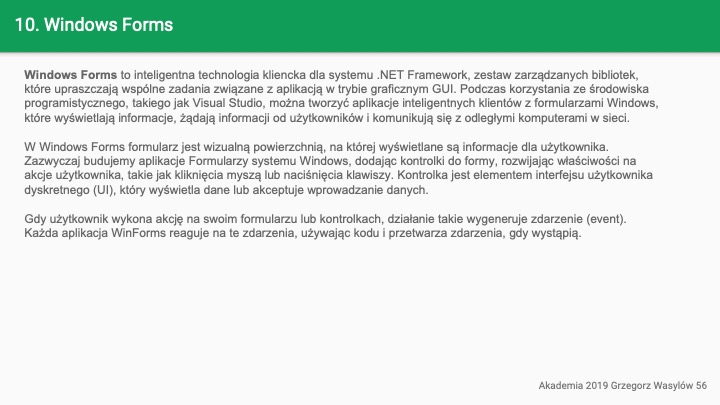 10. Windows Forms
Windows Forms to inteligentna technologia kliencka dla systemu .NET Framework, zestaw zarządzanych bibliotek,
które upraszczają wspólne zadania związane z aplikacją w trybie graficznym GUI. Podczas korzystania ze środowiska
programistycznego, takiego jak Visual Studio, można tworzyć aplikacje inteligentnych klientów z formularzami Windows,
które wyświetlają informacje, żądają informacji od użytkowników i komunikują się z odległymi komputerami w sieci.
W Windows Forms formularz jest wizualną powierzchnią, na której wyświetlane są informacje dla użytkownika.
Zazwyczaj budujemy aplikacje Formularzy systemu Windows, dodając kontrolki do formy, rozwijając właściwości na
akcje użytkownika, takie jak kliknięcia myszą lub naciśnięcia klawiszy. Kontrolka jest elementem interfejsu użytkownika
dyskretnego (UI), który wyświetla dane lub akceptuje wprowadzanie danych.
Gdy użytkownik wykona akcję na swoim formularzu lub kontrolkach, działanie takie wygeneruje zdarzenie (event).
Każda aplikacja WinForms reaguje na te zdarzenia, używając kodu i przetwarza zdarzenia, gdy wystąpią.
Akademia 2019 Grzegorz Wasylów 56